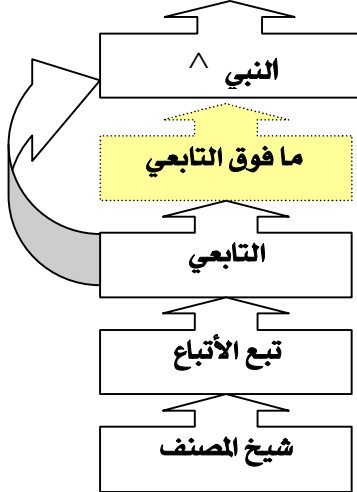 النبي ^
ما فوق التابعي
التابعي
تبع الأتباع
شيخ المصنف